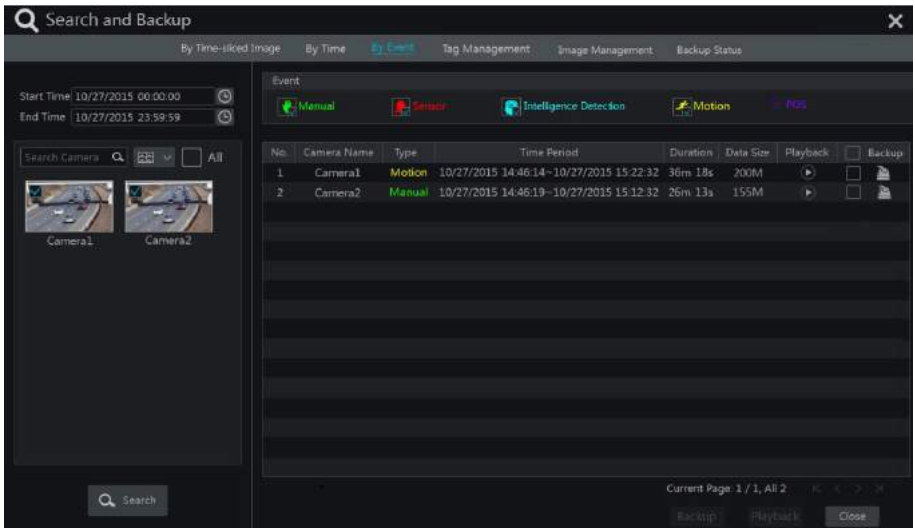 Search and Backup
By Time-sliced Image By Time By Event Tag Management Image Management Backup Status
Start Time 10/27/2015 00:00:00
End Time 10/27/2015 23:59:59
Search Camera All
Camera1 Camera2
Search
Event
Manual Sensor Intelligence Detection Motion POS
No. Camera Name Type Time Period Duration Data Size Playback Backup
1 Camera1 Motion 10/27/2015 14:46:14~10/27/2015 15:22:32 36m 18s 200M
2 Camera2 Manual 10/27/2015 14:46:19~10/27/2015 15:12:32 26m 13s 155M
Current Page: 1 / 1, All 2
Backup Playback Close